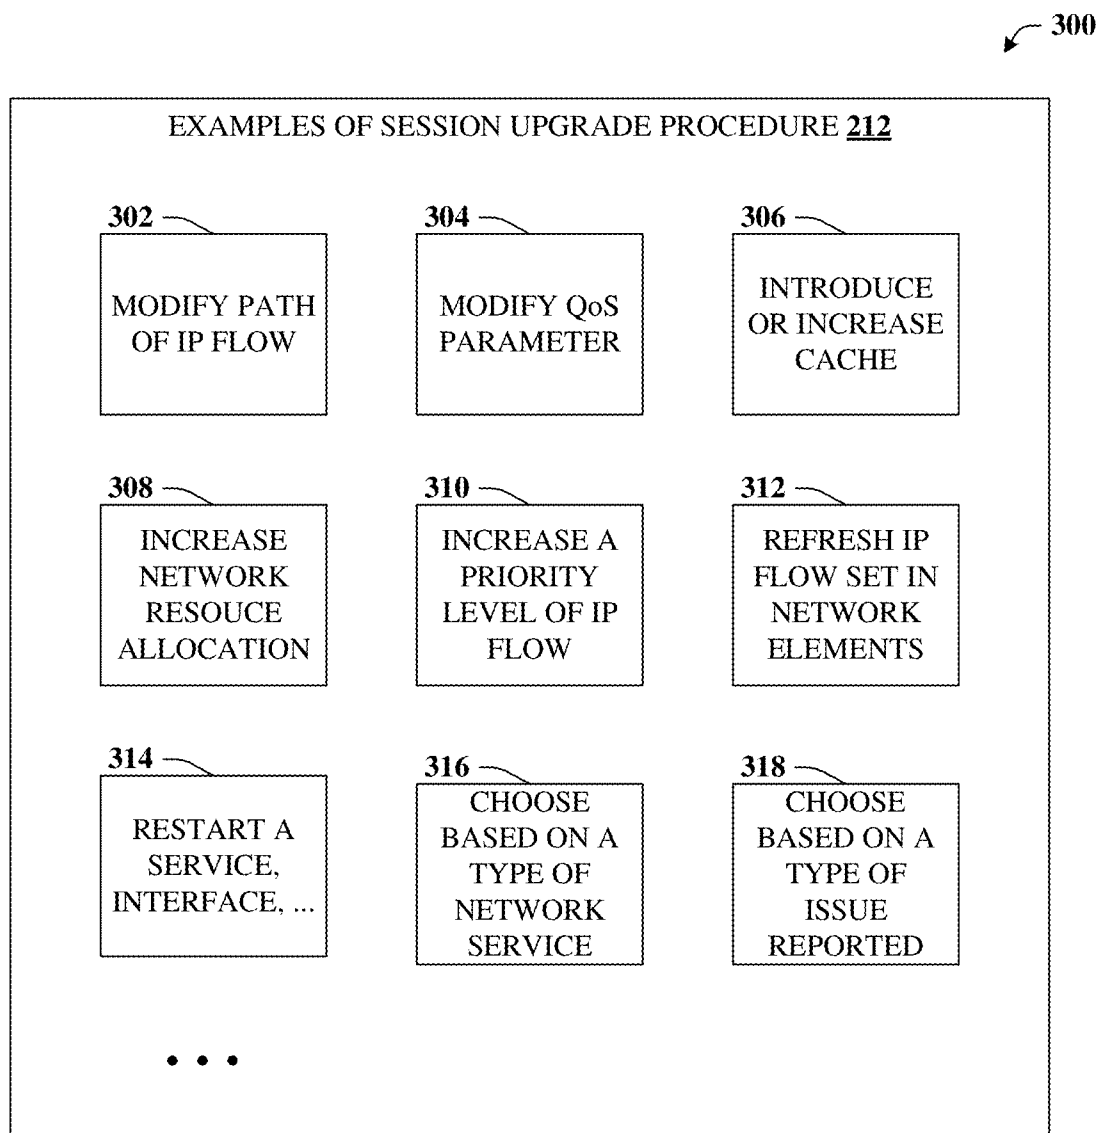 300
EXAMPLES OF SESSION UPGRADE PROCEDURE 212
302
MODIFY PATH
OF IP FLOW
304
MODIFY QoS
PARAMETER
306
INTRODUCE
OR INCREASE
CACHE
308
INCREASE
NETWORK
RESOUCE
ALLOCATION
310
INCREASE A
PRIORITY
LEVEL OF IP
FLOW
312
REFRESH IP
FLOW SET IN
NETWORK
ELEMENTS
314
RESTART A
SERVICE,
INTERFACE, ...
316
CHOOSE
BASED ON A
TYPE OF
NETWORK
SERVICE
318
CHOOSE
BASED ON A
TYPE OF
ISSUE
REPORTED
• • •